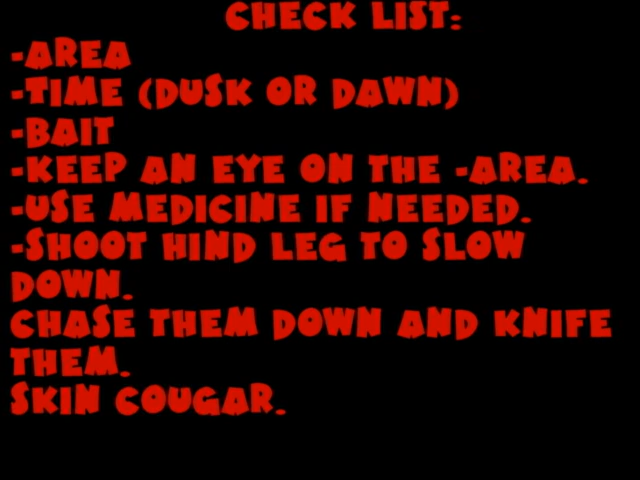 CHECK LIST:
-AREA
-TIME (DUSK OR DAWN)
-BAIT
-KEEP AN EYE ON THE -AREA.
-USE MEDICINE IF NEEDED.
-SHOOT HIND LEG TO SLOW
DOWN.
CHASE THEM DOWN AND KNIFE
THEM.
SKIN COUGAR.